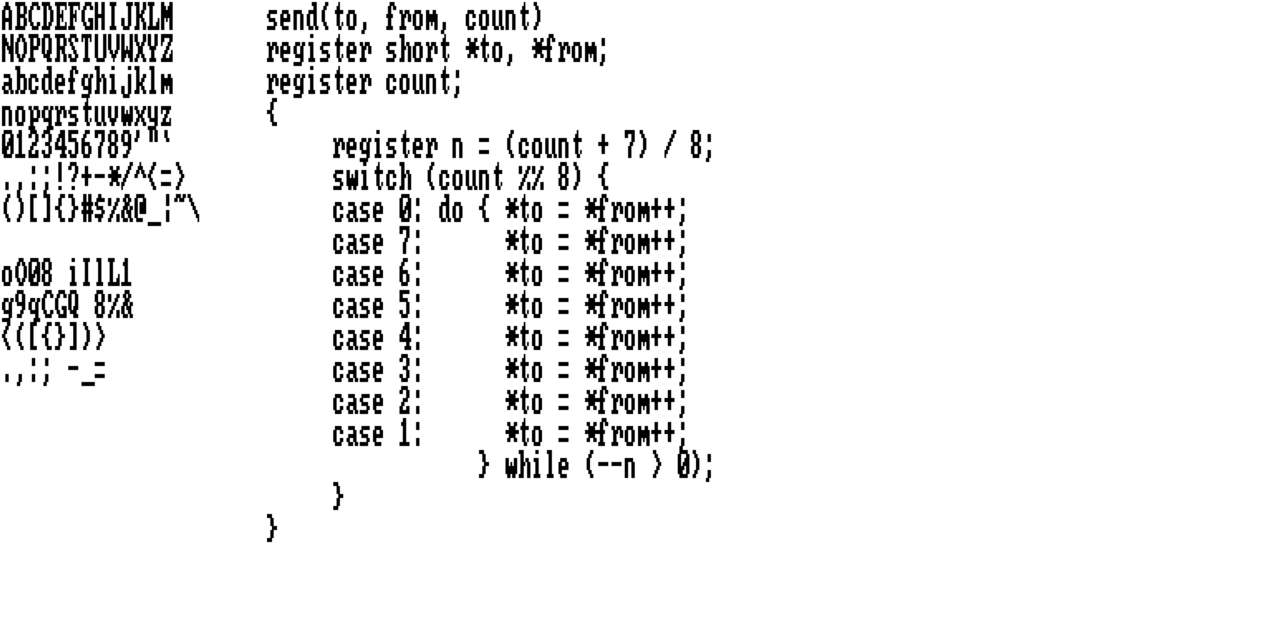 ABCDEFGHIJKLM send(to, from, count)
NOPQRSTUVWXYZ register short *to, *from;
abcdefghijklm register count;
nopqrstuvwxyz {
0123456789'"` register n = (count + 7) / 8;
.,:;!?+-*/^<=> switch (count %% 8) {
()[]{}#$%&@_¦~\ case 0: do { *to = *from++;
case 7: *to = *from++;
oO08 iIlL1 case 6: *to = *from++;
g9qCGQ 8%& case 5: *to = *from++;
<([{}])> case 4: *to = *from++;
.,:; -_= case 3: *to = *from++;
case 2: *to = *from++;
case 1: *to = *from++;
} while (--n > 0);
}
}